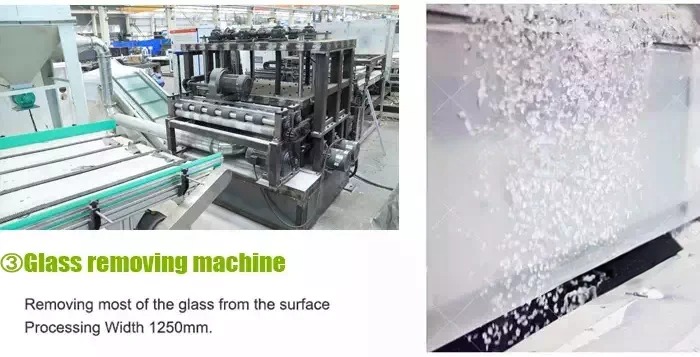 ③Glass removing machine
Removing most of the glass from the surface
Processing Width 1250mm.